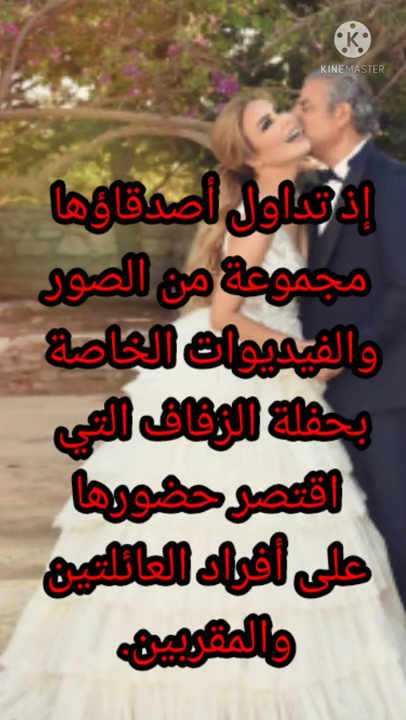 KINEMASTER
إذ تداول أصدقاؤها
مجموعة من الصور
والفيديوات الخاصة
بحفلة الزفاف التي
اقتصر حضورها
على أفراد العائلتين
والمقربين.